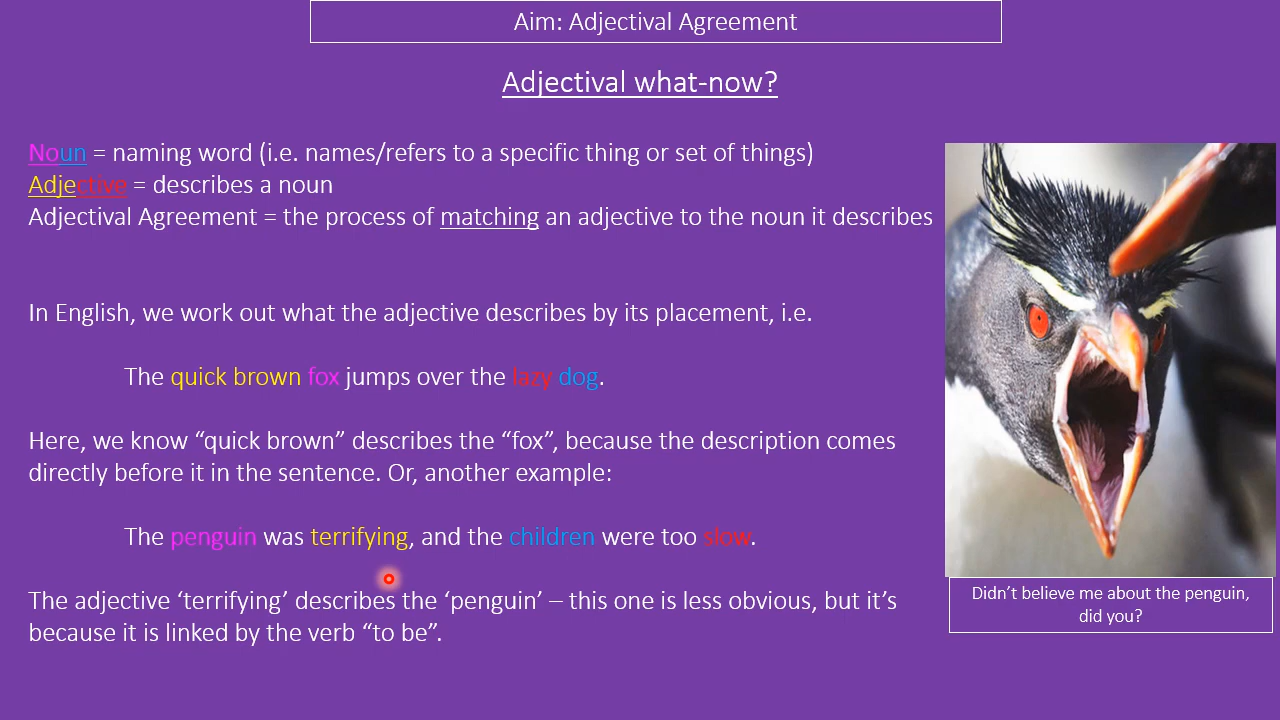 Aim: Adjectival Agreement
Adjectival what-now?
Noun = naming word (i.e. names/refers to a specific thing or set of things)
Adjective = describes a noun
Adjectival Agreement = the process of matching an adjective to the noun it describes
In English, we work out what the adjective describes by its placement, i.e.
The quick brown fox jumps over the lazy dog.
Here, we know “quick brown” describes the “fox”, because the description comes
directly before it in the sentence. Or, another example:
The penguin was terrifying, and the children were too slow.
The adjective ‘terrifying’ describes the ‘penguin’ – this one is less obvious, but it’s
because it is linked by the verb “to be”.
Didn’t believe me about the penguin,
did you?